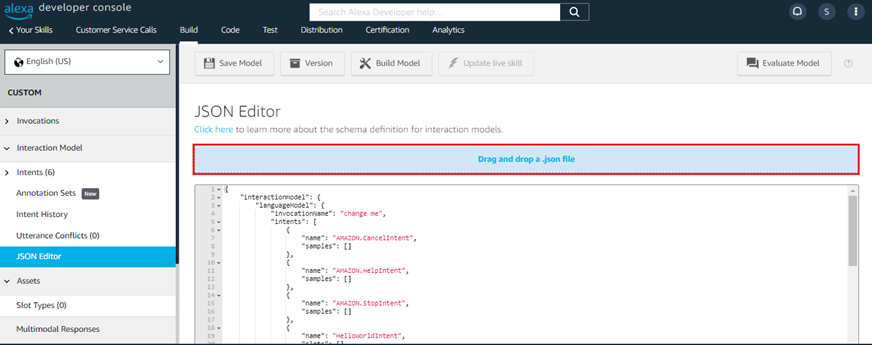 alexa developer console
Search Alexa Developer help...
S
Your Skills Customer Service Calls Build Code Test Distribution Certification Analytics
English (US)
Save Model Version Build Model Update live skill Evaluate Model
CUSTOM
Invocations
Interaction Model
Intents (6)
Annotation Sets New
Intent History
Utterance Conflicts (0)
JSON Editor
Assets
Slot Types (0)
Multimodal Responses
JSON Editor
Click here to learn more about the schema definition for interaction models.
Drag and drop a .json file
1 {
2 "interactionModel": {
3 "languageModel": {
4 "invocationName": "change me",
5 "intents": [
6 {
7 "name": "AMAZON.CancelIntent",
8 "samples": []
9 },
10 {
11 "name": "AMAZON.HelpIntent",
12 "samples": []
13 },
14 {
15 "name": "AMAZON.StopIntent",
16 "samples": []
17 },
18 {
19 "name": "HelloWorldIntent",